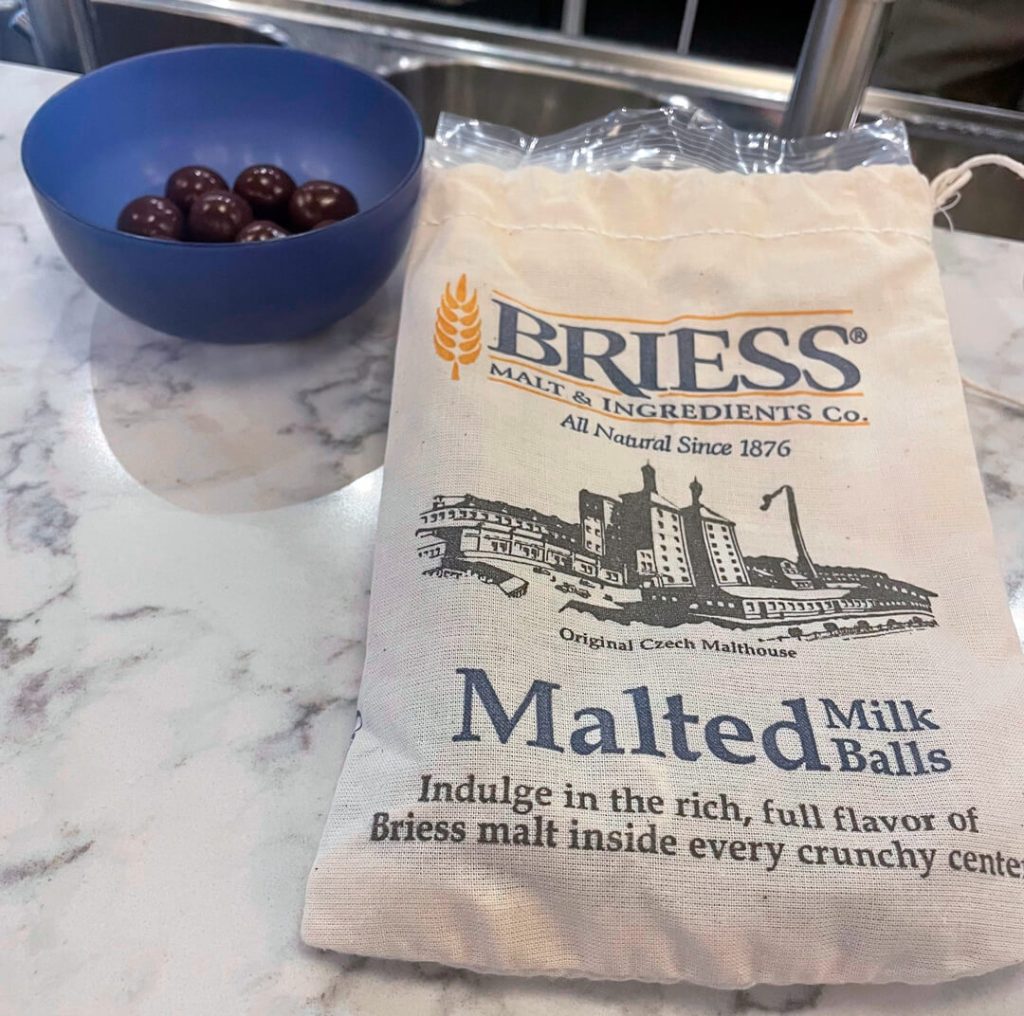 BRIESS®
MALT & INGREDIENTS Co.
All Natural Since 1876
Original Czech Malthouse
Malted Milk Balls
Indulge in the rich, full flavor of
Briess malt inside every crunchy cente